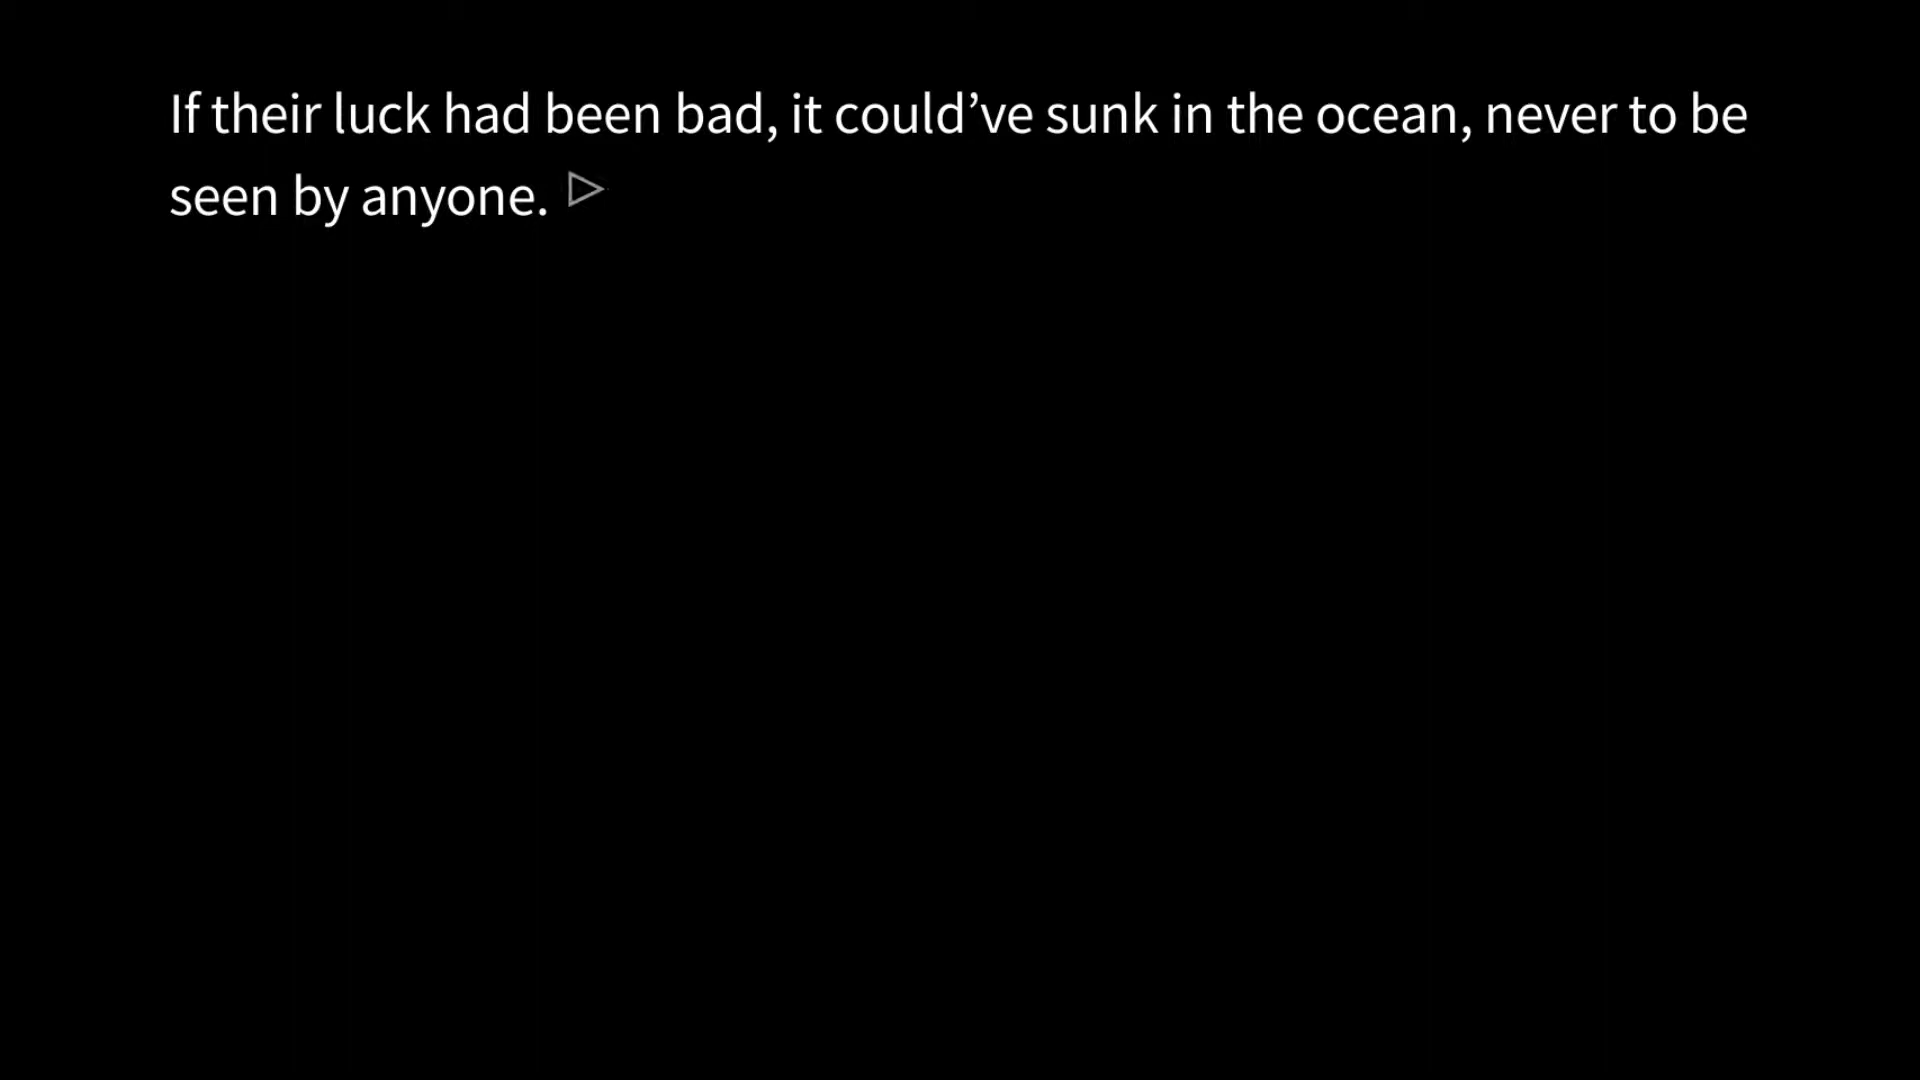 If their luck had been bad, it could’ve sunk in the ocean, never to be
seen by anyone.